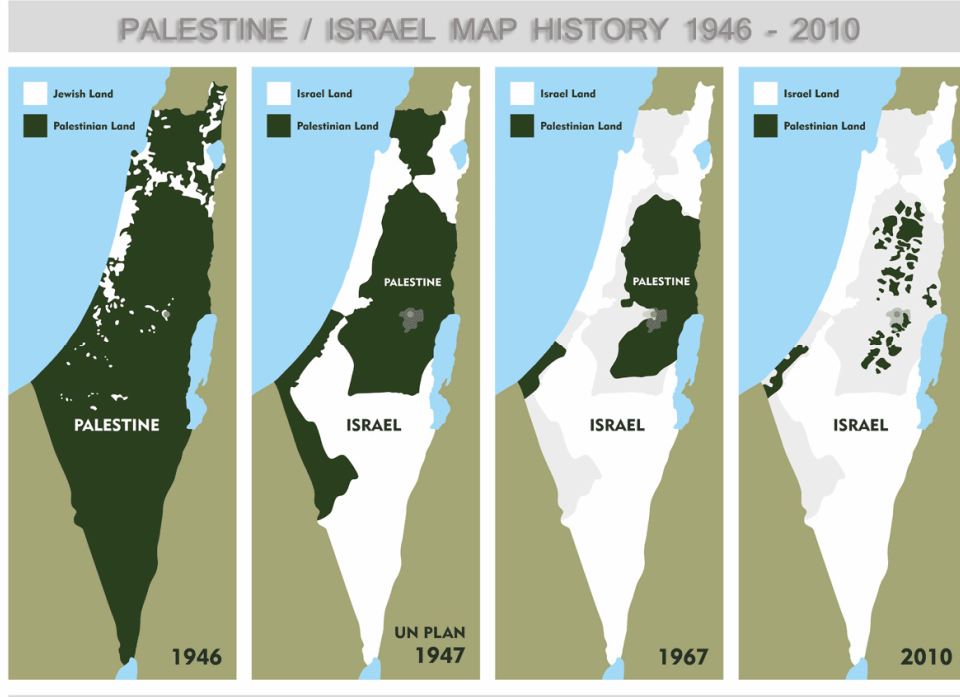 PALESTINE / ISRAEL MAP HISTORY 1946 - 2010
Jewish Land
Palestinian Land
PALESTINE
1946
Israel Land
Palestinian Land
PALESTINE
ISRAEL
UN PLAN
1947
Israel Land
Palestinian Land
PALESTINE
ISRAEL
1967
Israel Land
Palestinian Land
ISRAEL
2010